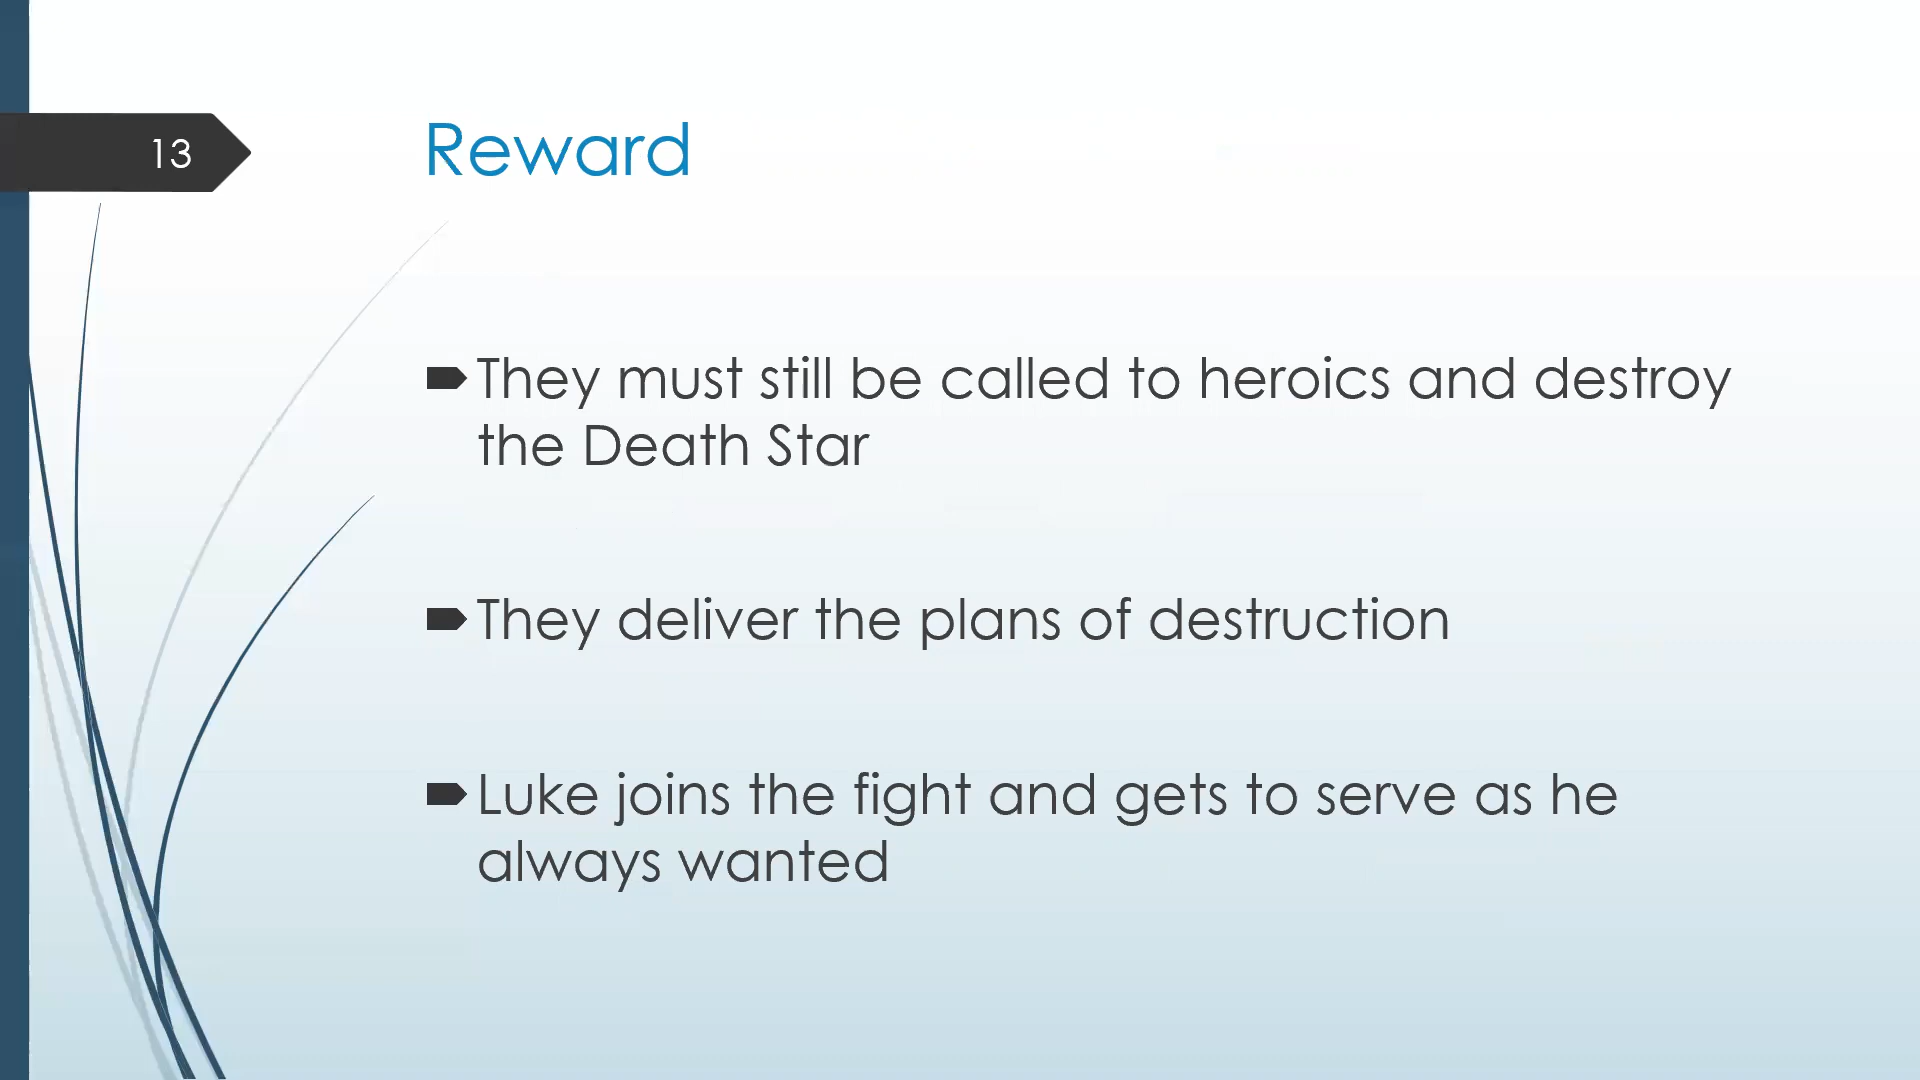 13
Reward
They must still be called to heroics and destroy
the Death Star
They deliver the plans of destruction
Luke joins the fight and gets to serve as he
always wanted